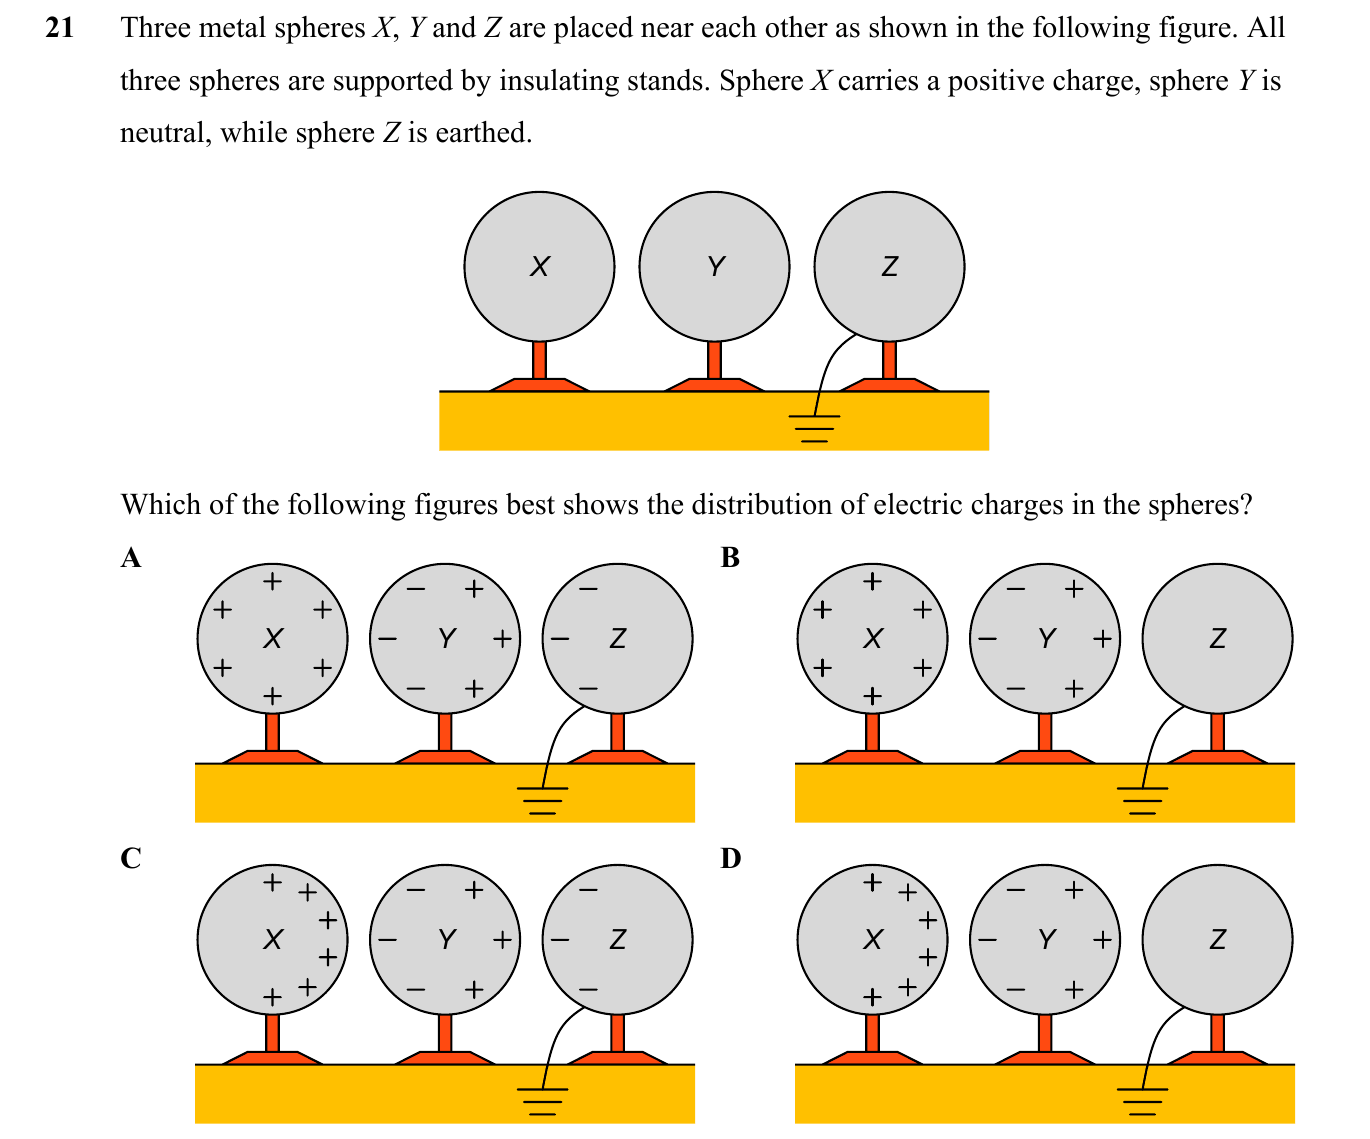 21 Three metal spheres X, Y and Z are placed near each other as shown in the following figure. All
three spheres are supported by insulating stands. Sphere X carries a positive charge, sphere Y is
neutral, while sphere Z is earthed.
X Y Z
Which of the following figures best shows the distribution of electric charges in the spheres?
A B
+ + + X + + + − − − Y + + + − − − Z
+ + + X + + + − − − Y + + + Z
C D
+ + + X + + + − − − Y + + + − − − Z
+ + + X + + + − − − Y + + + Z